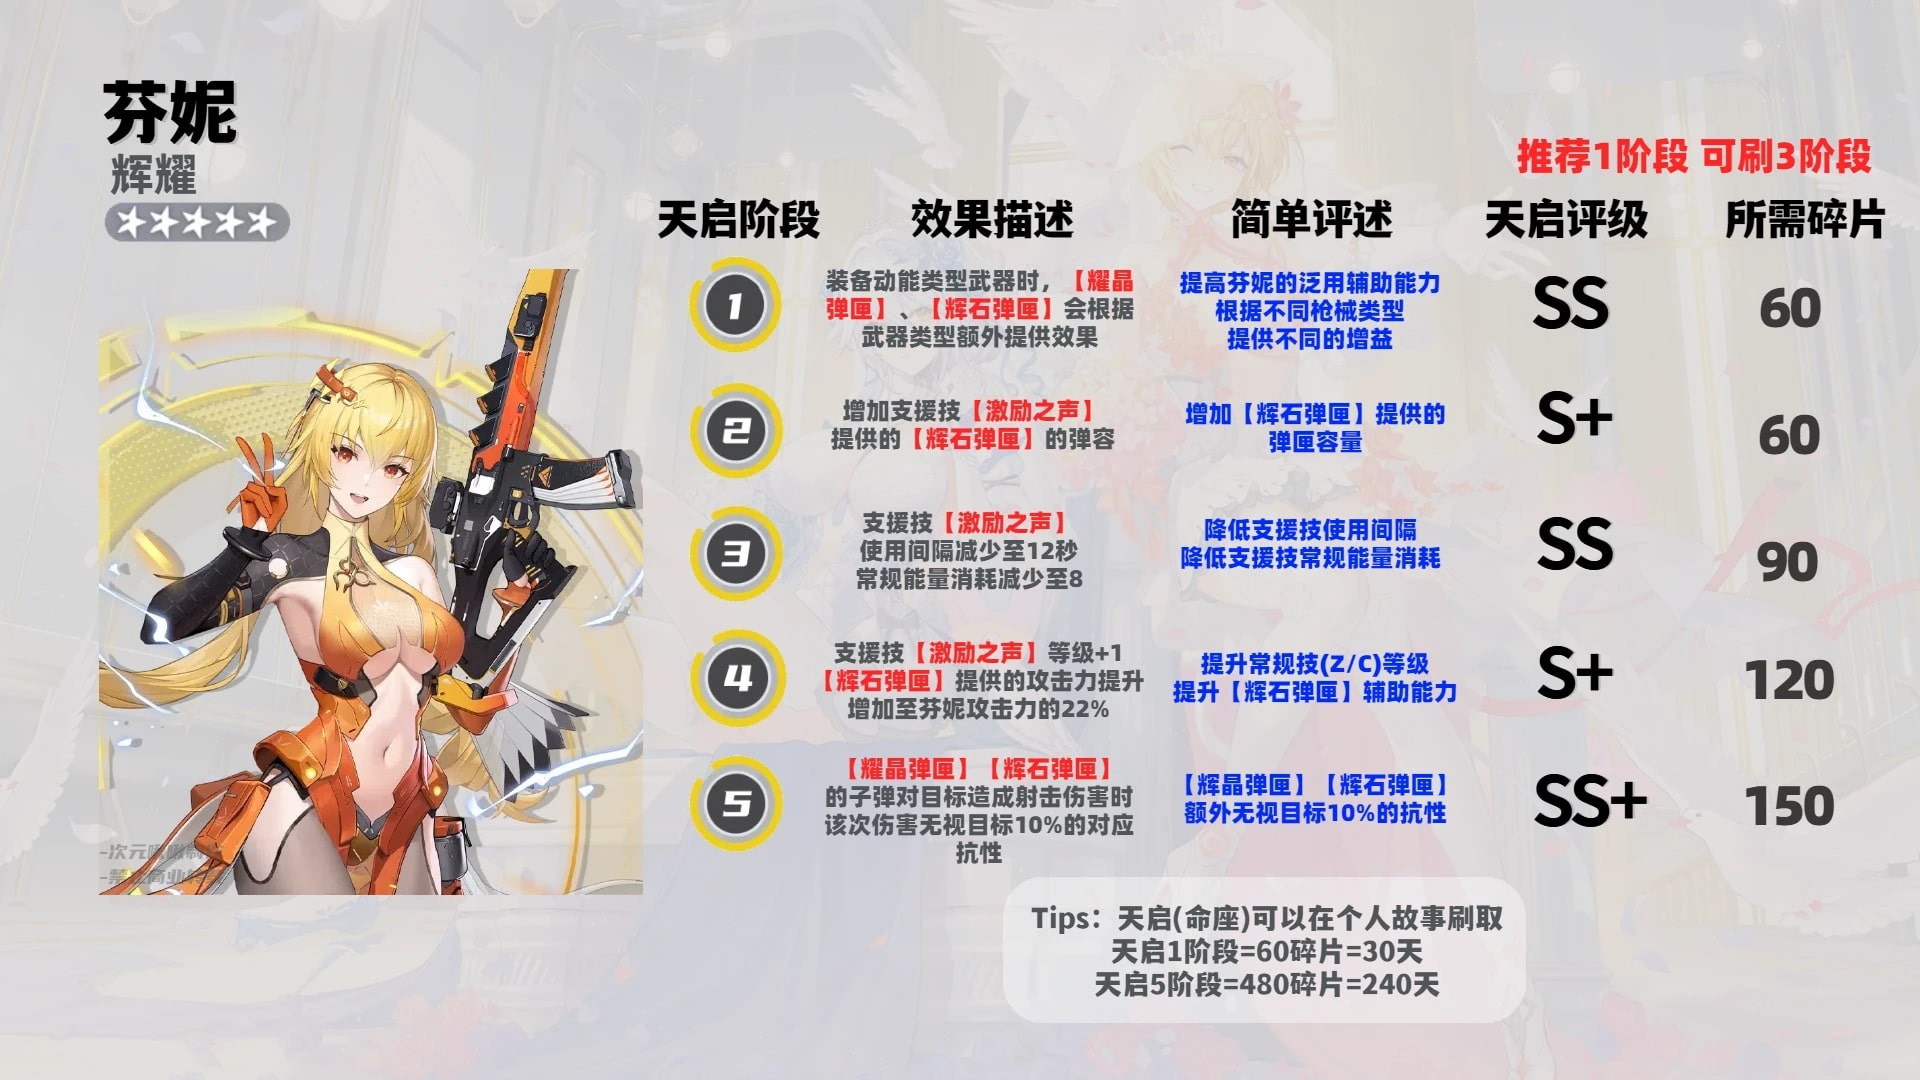 芬妮
辉耀
推荐1阶段 可刷3阶段
天启阶段 效果描述 简单评述 天启评级 所需碎片
1
装备动能类型武器时，【耀晶
弹匣】、【辉石弹匣】会根据
武器类型额外提供效果
提高芬妮的泛用辅助能力
根据不同枪械类型
提供不同的增益
SS
60
2
增加支援技【激励之声】
提供的【辉石弹匣】的弹容
增加【辉石弹匣】提供的
弹匣容量
S+
60
3
支援技【激励之声】
使用间隔减少至12秒
常规能量消耗减少至8
降低支援技使用间隔
降低支援技常规能量消耗
SS
90
4
支援技【激励之声】等级+1
【辉石弹匣】提供的攻击力提升
增加至芬妮攻击力的22%
提升常规技(Z/C)等级
提升【辉石弹匣】辅助能力
S+
120
5
【耀晶弹匣】【辉石弹匣】
的子弹对目标造成射击伤害时
该次伤害无视目标10%的对应
抗性
【辉晶弹匣】【辉石弹匣】
额外无视目标10%的抗性
SS+
150
Tips：天启(命座)可以在个人故事刷取
天启1阶段=60碎片=30天
天启5阶段=480碎片=240天